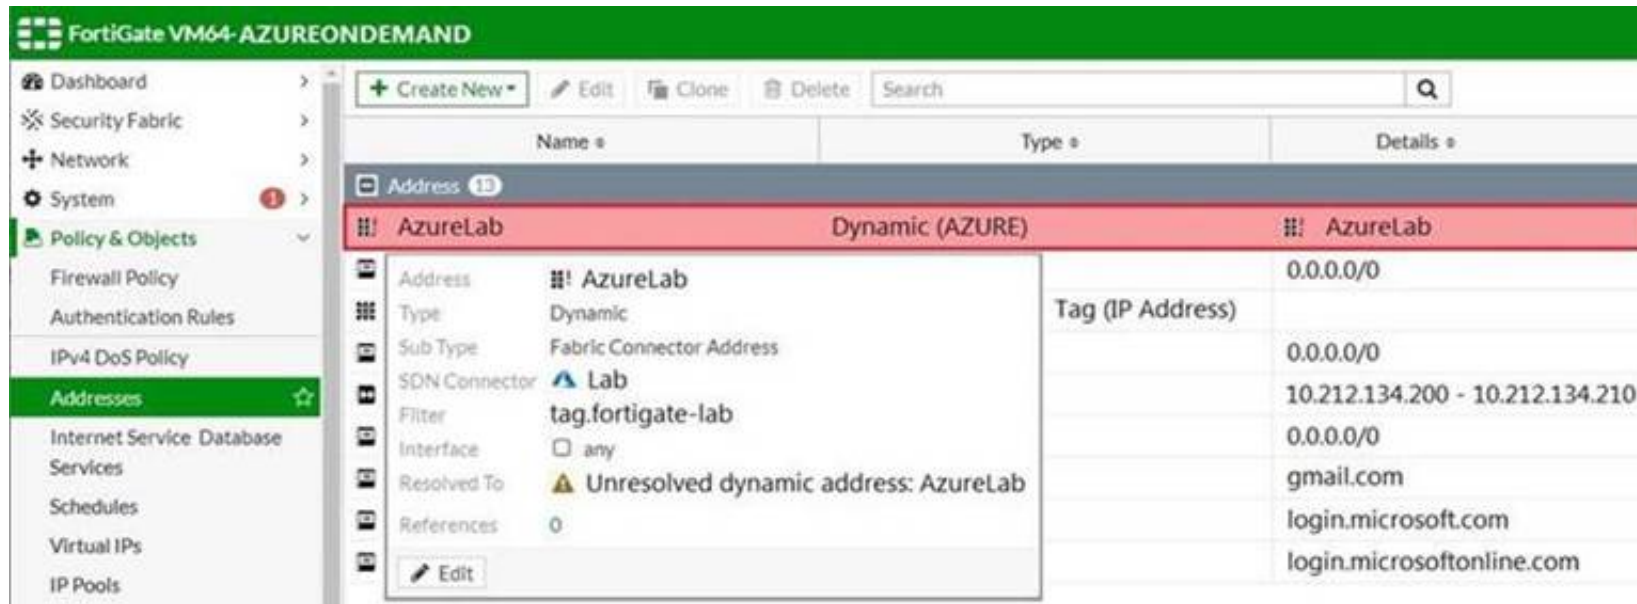 FortiGate VM64-AZUREONDEMAND
Dashboard
Security Fabric
Network
System 1
Policy & Objects
Firewall Policy
Authentication Rules
IPv4 DoS Policy
Addresses
Internet Service Database
Services
Schedules
Virtual IPs
IP Pools
+ Create New Edit Clone Delete Search
Name Type Details
Address 13
AzureLab Dynamic (AZURE) AzureLab
Address AzureLab
Type Dynamic
Sub Type Fabric Connector Address
SDN Connector Lab
Filter tag.fortigate-lab
Interface any
Resolved To Unresolved dynamic address: AzureLab
References 0
Edit
0.0.0.0/0
Tag (IP Address)
0.0.0.0/0
10.212.134.200 - 10.212.134.210
0.0.0.0/0
gmail.com
login.microsoft.com
login.microsoftonline.com